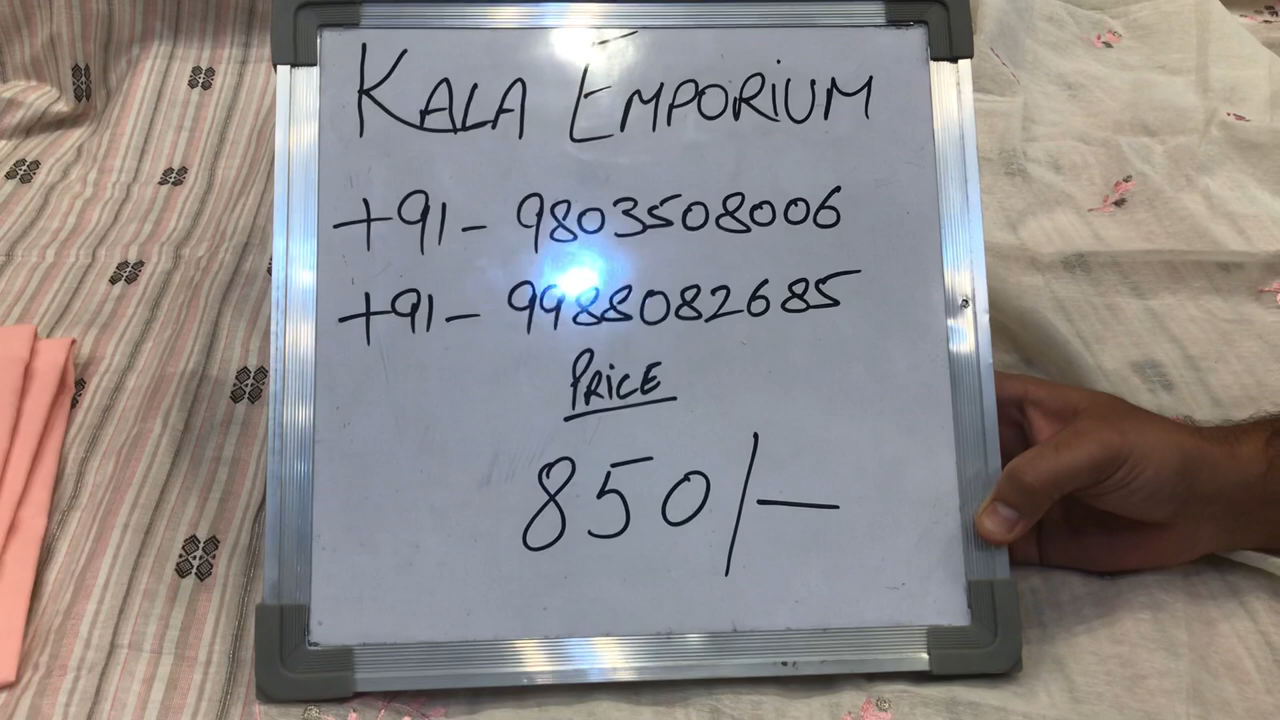 KALA EMPORIUM
+91- 9803508006
+91- 9988082685
PRICE
850/-